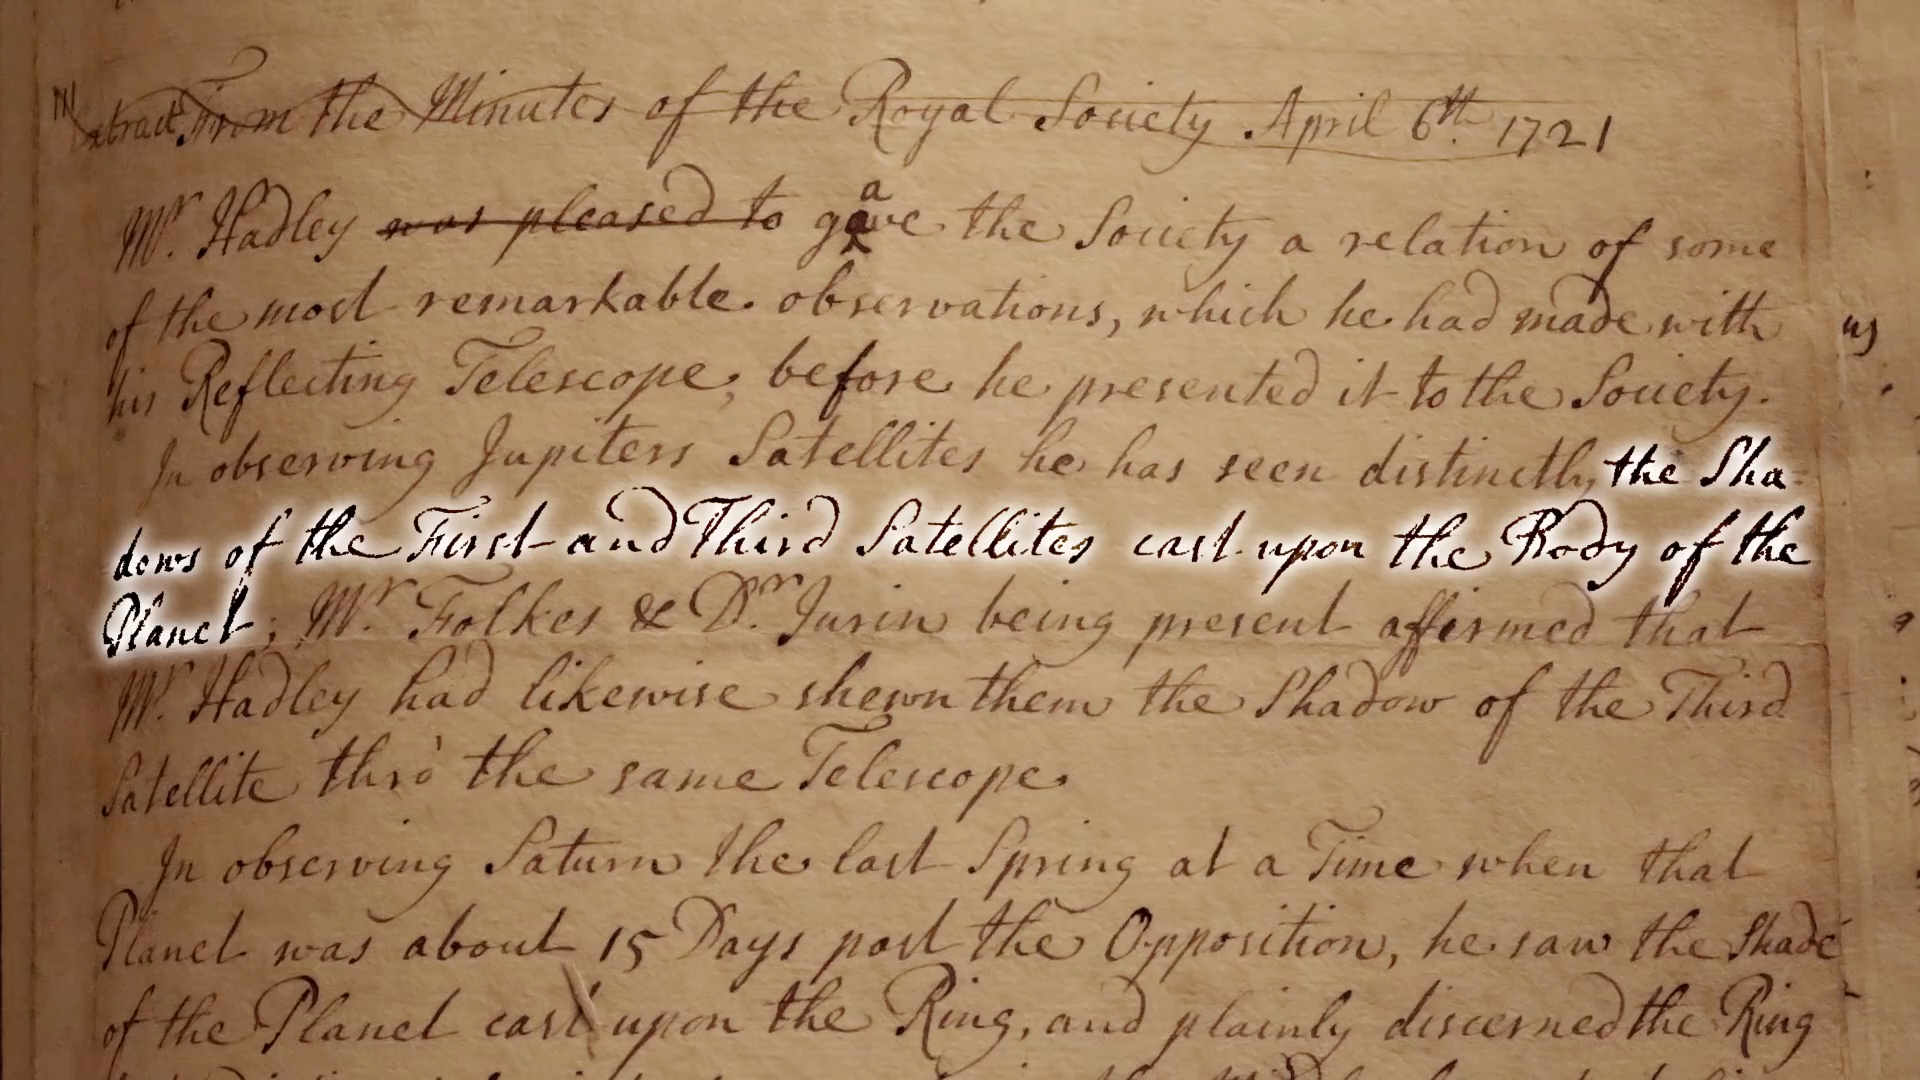 Extract From the Minutes of the Royal Society April 6th. 1721
Mr. Hadley was pleased to gave the Society a relation of some
of the most remarkable observations, which he had made with
his Reflecting Telescope, before he presented it to the Society.
In observing Jupiters Satellites he has seen distinctly the Sha-
dows of the First and Third Satellites cast upon the Body of the
Planet; Mr. Folkes & Dr. Jurin being present affirmed that
Mr. Hadley had likewise shewn them the Shadow of the Third
Satellite thro' the same Telescope.
In observing Saturn the last Spring at a Time when that
Planet was about 15 Days past the Opposition, he saw the Shade
of the Planet cast upon the Ring, and plainly discerned the Ring